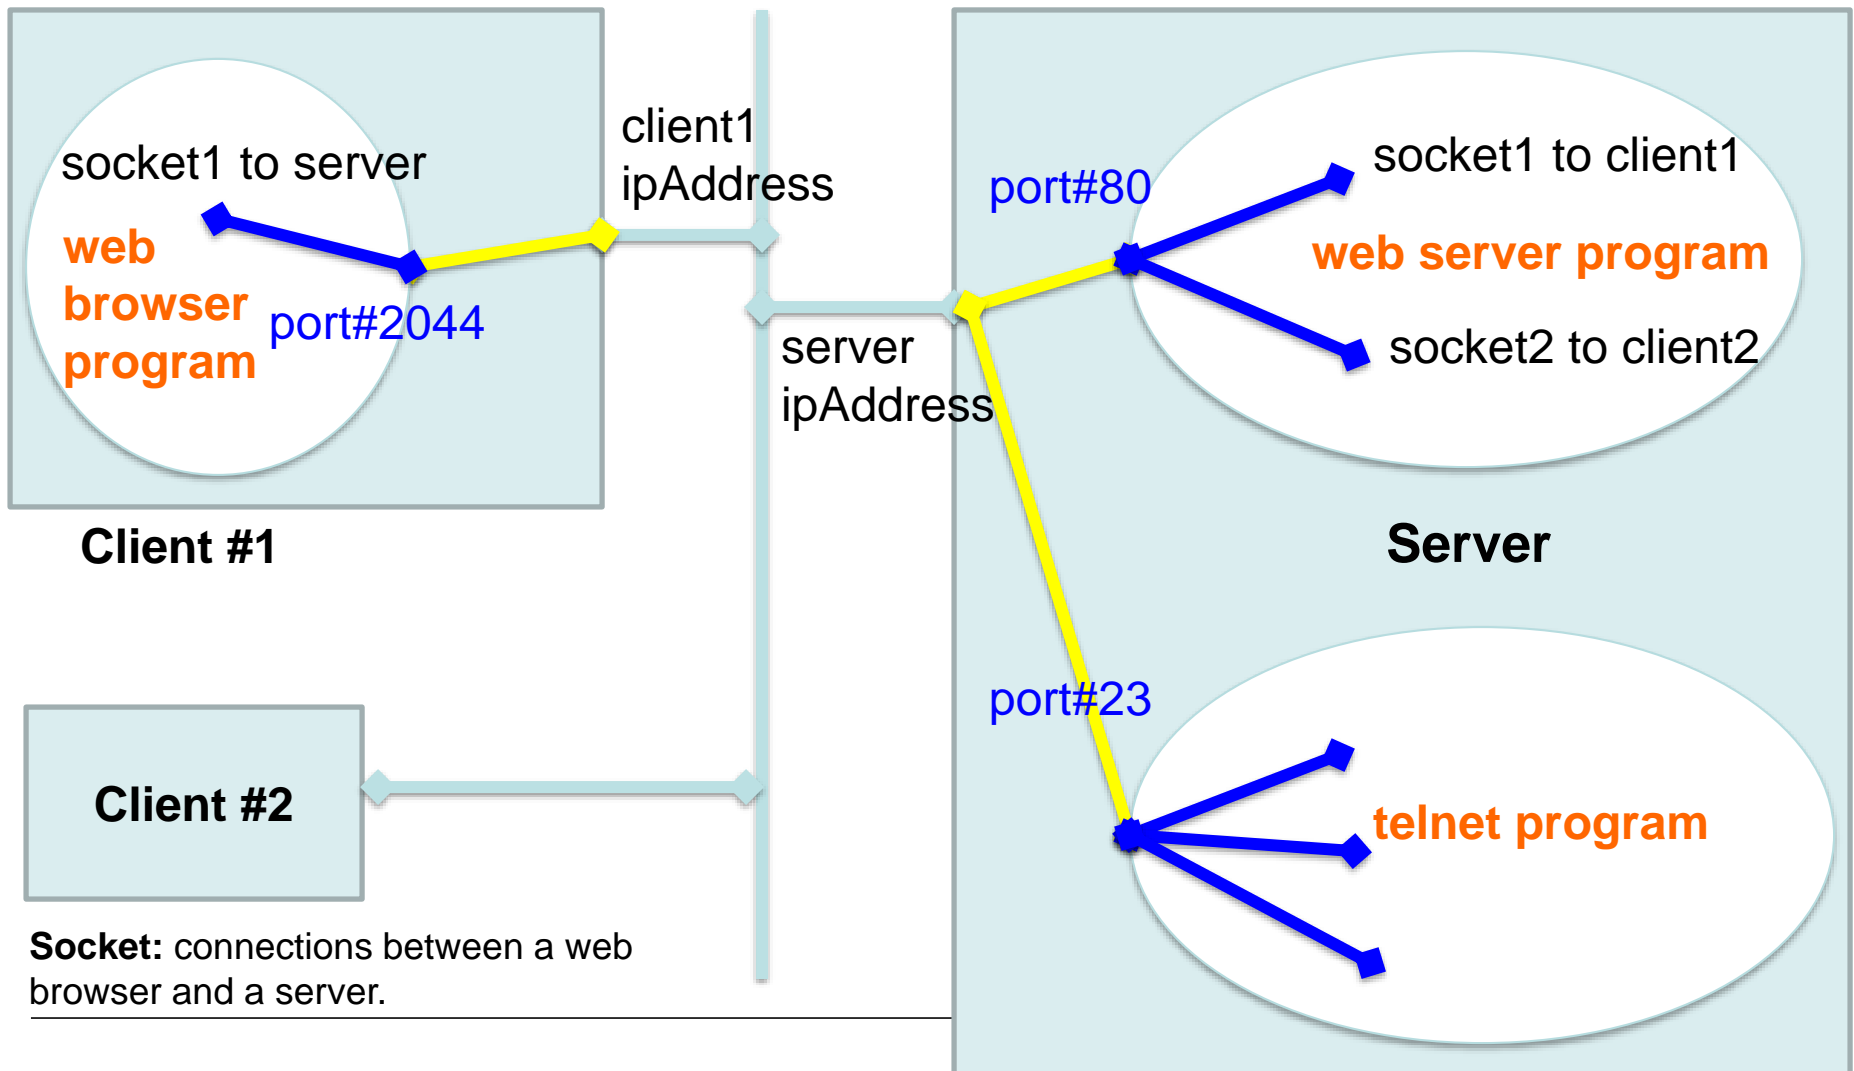 socket1 to server
web
browser
program
port#2044
Client #1
client1
ipAddress
server
ipAddress
port#80
socket1 to client1
web server program
socket2 to client2
Server
port#23
telnet program
Client #2
Socket: connections between a web
browser and a server.